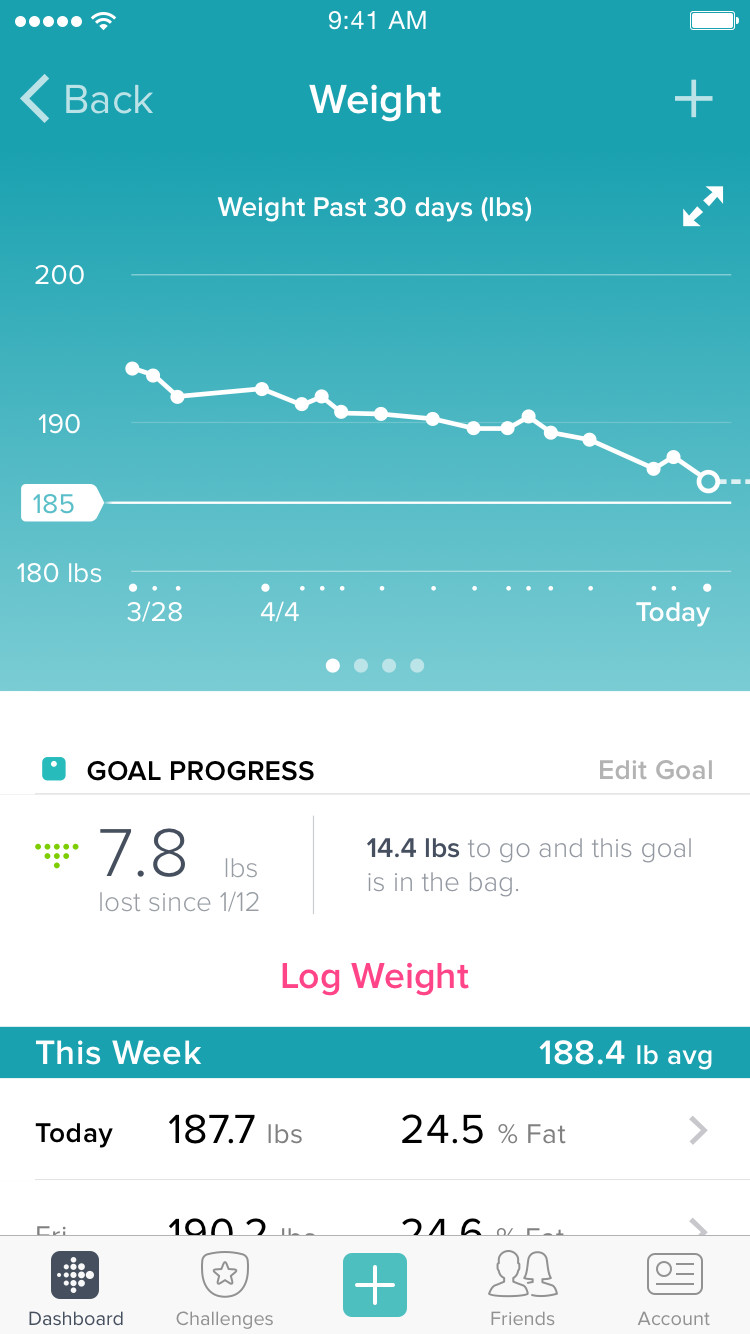 9:41 AM
Back
Weight
Weight Past 30 days (lbs)
200
190
185
180 lbs
3/28
4/4
Today
GOAL PROGRESS
Edit Goal
7.8 lbs
lost since 1/12
14.4 lbs to go and this goal
is in the bag.
Log Weight
This Week
188.4 lb avg
Today
187.7 lbs
24.5 % Fat
Fri
190.2 lbs
24.6 % Fat
Dashboard
Challenges
Friends
Account